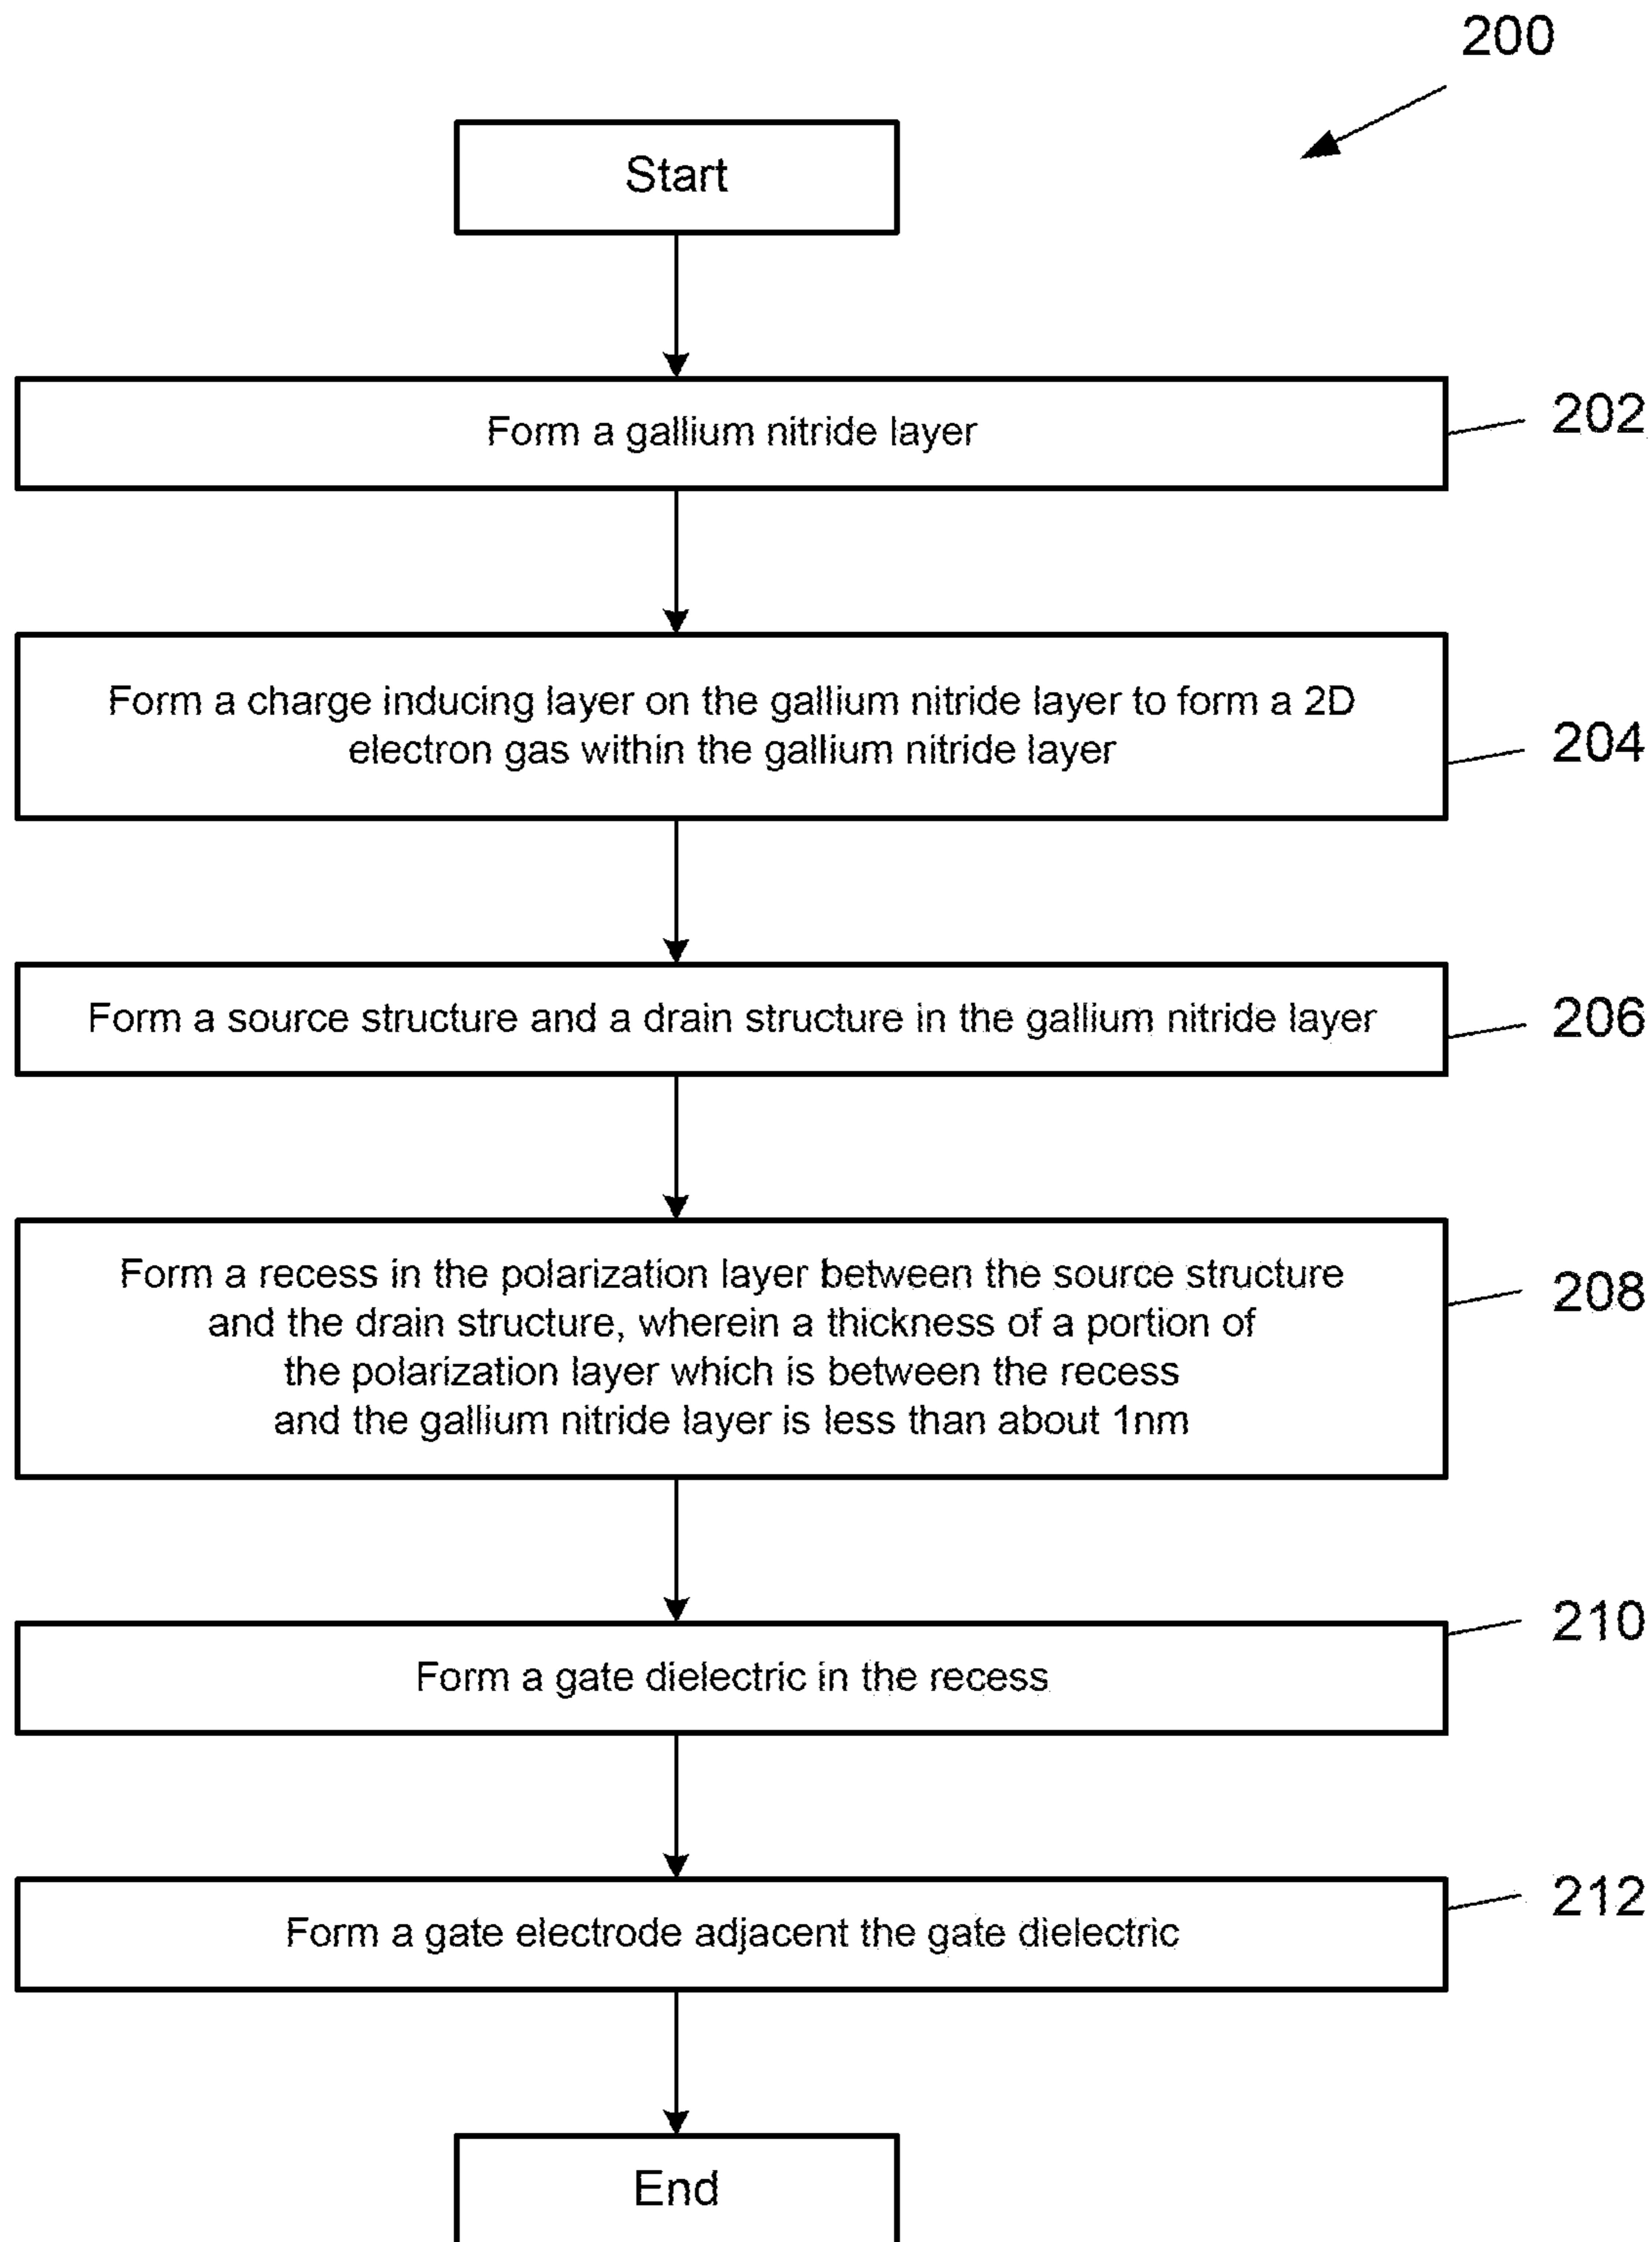 200
Start
Form a gallium nitride layer
202
Form a charge inducing layer on the gallium nitride layer to form a 2D
electron gas within the gallium nitride layer
204
Form a source structure and a drain structure in the gallium nitride layer
206
Form a recess in the polarization layer between the source structure
and the drain structure, wherein a thickness of a portion of
the polarization layer which is between the recess
and the gallium nitride layer is less than about 1nm
208
Form a gate dielectric in the recess
210
Form a gate electrode adjacent the gate dielectric
212
End